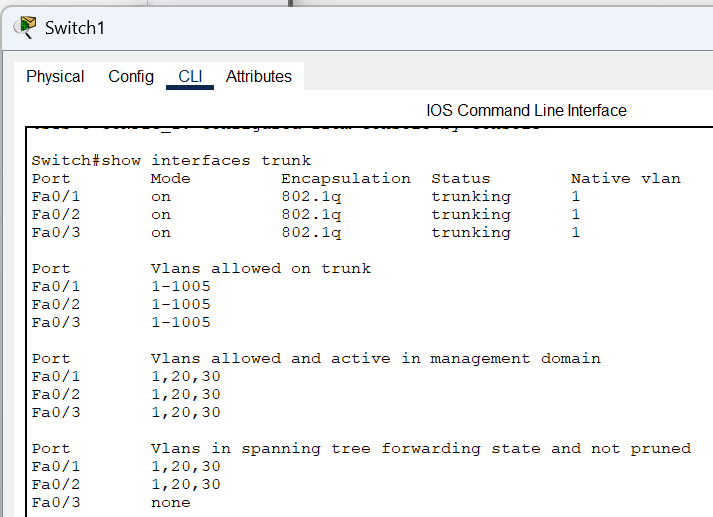 Switch1
Physical Config CLI Attributes
IOS Command Line Interface
Switch#show interfaces trunk
Port Mode Encapsulation Status Native vlan
Fa0/1 on 802.1q trunking 1
Fa0/2 on 802.1q trunking 1
Fa0/3 on 802.1q trunking 1
Port Vlans allowed on trunk
Fa0/1 1-1005
Fa0/2 1-1005
Fa0/3 1-1005
Port Vlans allowed and active in management domain
Fa0/1 1,20,30
Fa0/2 1,20,30
Fa0/3 1,20,30
Port Vlans in spanning tree forwarding state and not pruned
Fa0/1 1,20,30
Fa0/2 1,20,30
Fa0/3 none